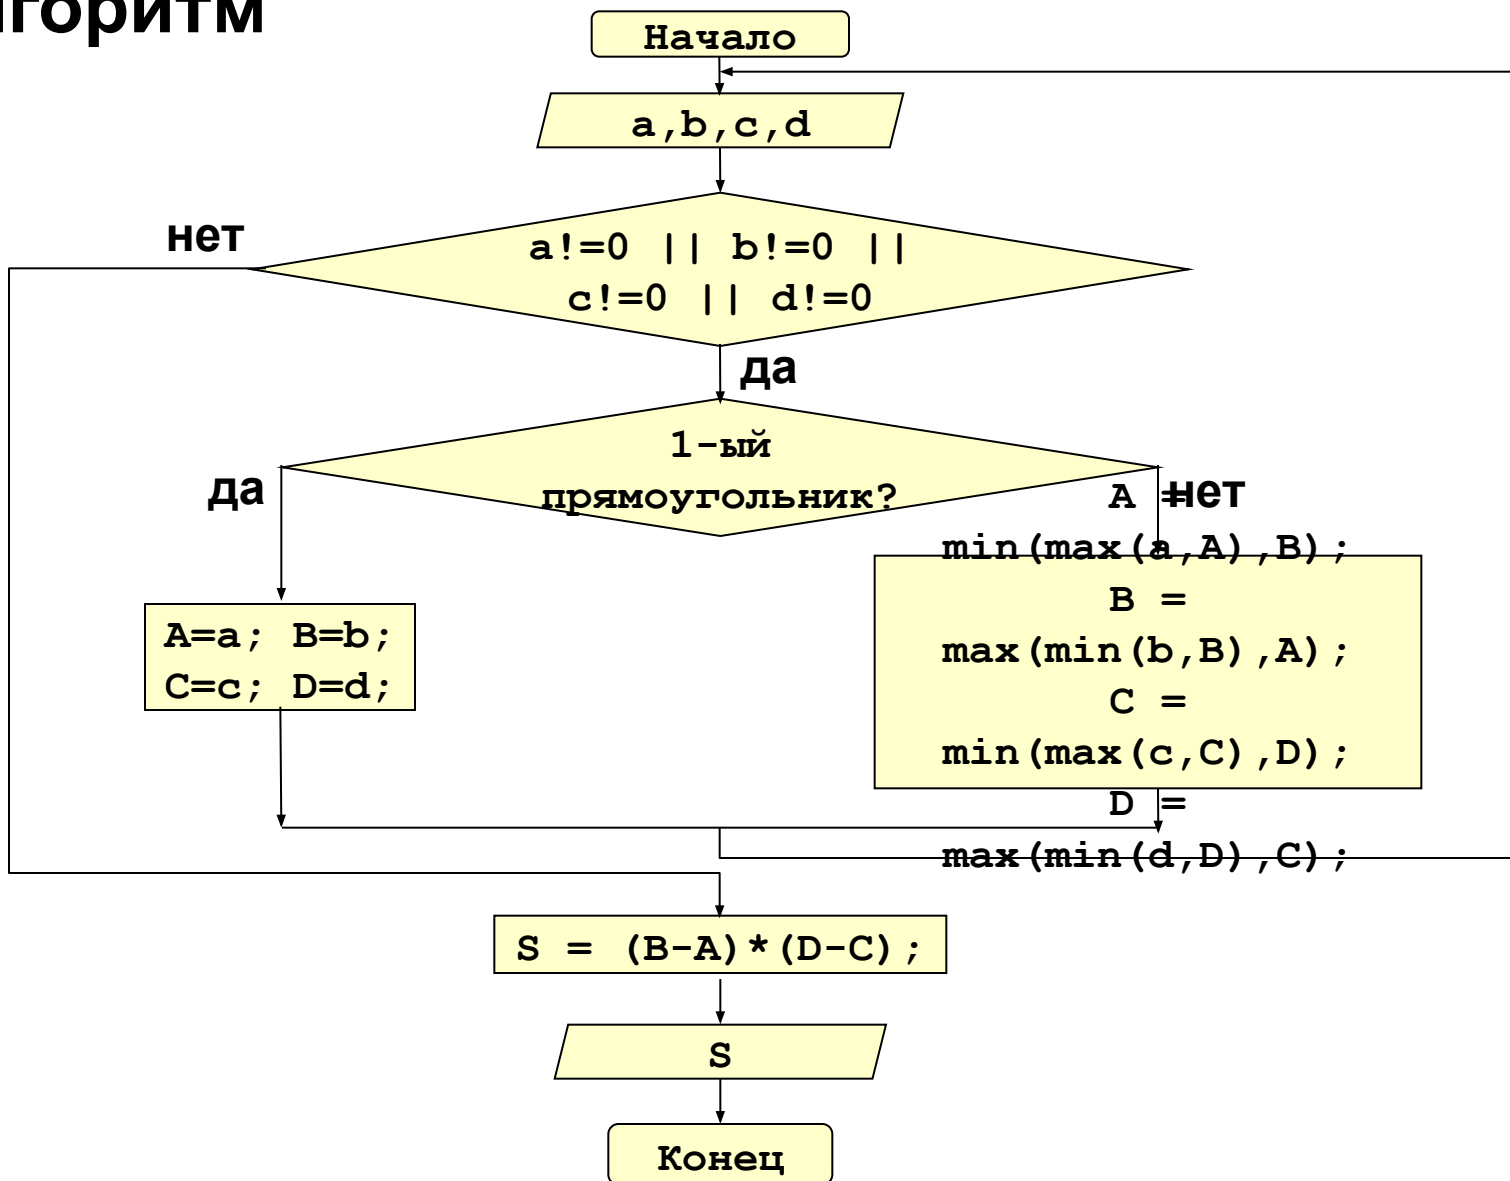 лгоритм
Начало
a,b,c,d
нет
a!=0 || b!=0 ||
c!=0 || d!=0
да
1-ый
прямоугольник?
да
нет
A=a; B=b;
C=c; D=d;
A =
min(max(a,A),B);
B =
max(min(b,B),A);
C =
min(max(c,C),D);
D =
max(min(d,D),C);
S = (B-A)*(D-C);
S
Конец